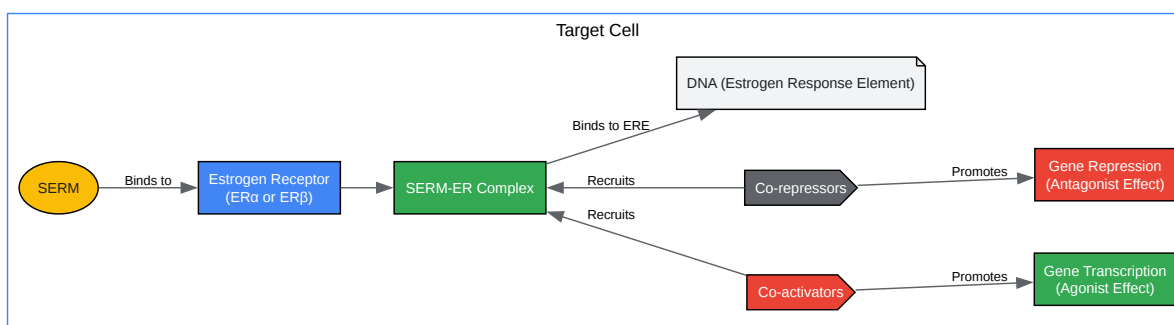 Target Cell
DNA (Estrogen Response Element)
Binds to ERE
SERM
Binds to
Estrogen Receptor
(ERα or ERβ)
SERM-ER Complex
Recruits
Co-repressors
Promotes
Gene Repression
(Antagonist Effect)
Recruits
Co-activators
Promotes
Gene Transcription
(Agonist Effect)